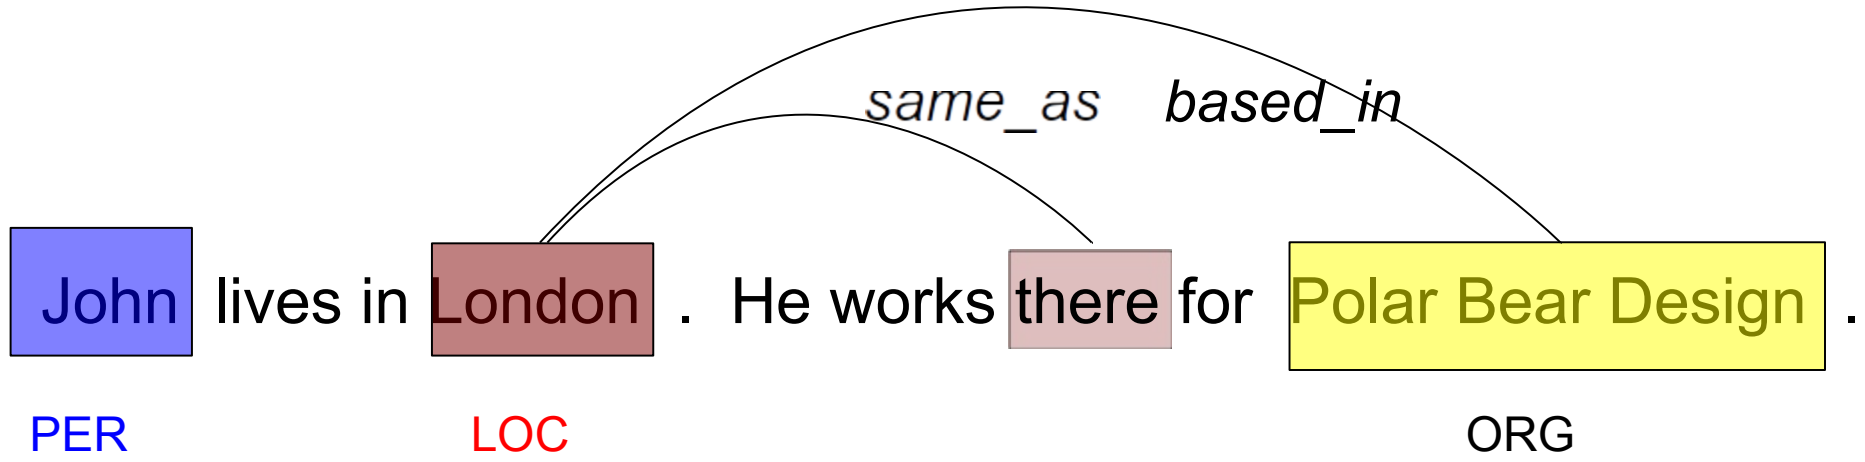 same_as based_in
John lives in London . He works there for Polar Bear Design .
PER LOC ORG